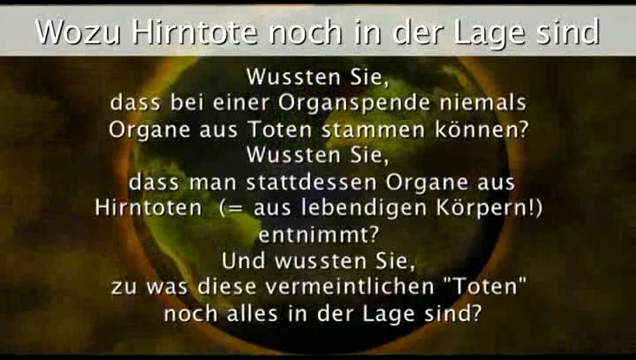 Wozu Hirntote noch in der Lage sind
Wussten Sie,
dass bei einer Organspende niemals
Organe aus Toten stammen können?
Wussten Sie,
dass man stattdessen Organe aus
Hirntoten (= aus lebendigen Körpern!)
entnimmt?
Und wussten Sie,
zu was diese vermeintlichen "Toten"
noch alles in der Lage sind?